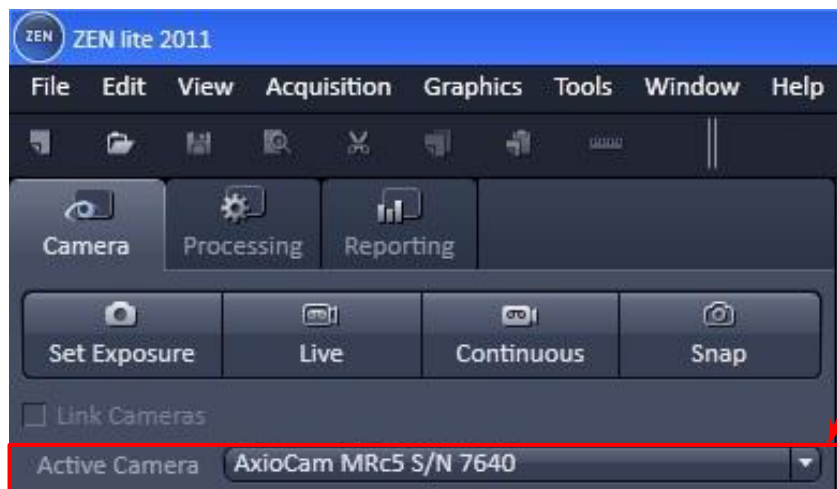 ZEN ZEN lite 2011
File Edit View Acquisition Graphics Tools Window Help
Camera Processing Reporting
Set Exposure Live Continuous Snap
Link Cameras
Active Camera AxioCam MRc5 S/N 7640